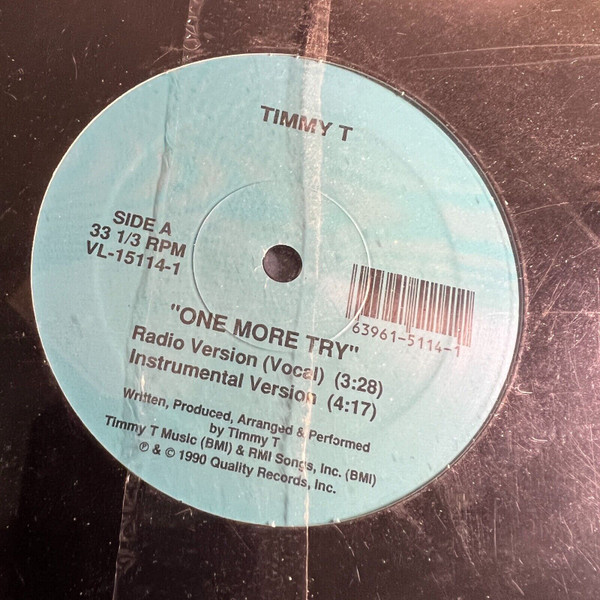 TIMMY T
SIDE A
33 1/3 RPM
VL-15114-1
63961-5114-1
"ONE MORE TRY"
Radio Version (Vocal) (3:28)
Instrumental Version (4:17)
Written, Produced, Arranged & Performed
by Timmy T
Timmy T Music (BMI) & RMI Songs, Inc. (BMI)
℗ & © 1990 Quality Records, Inc.